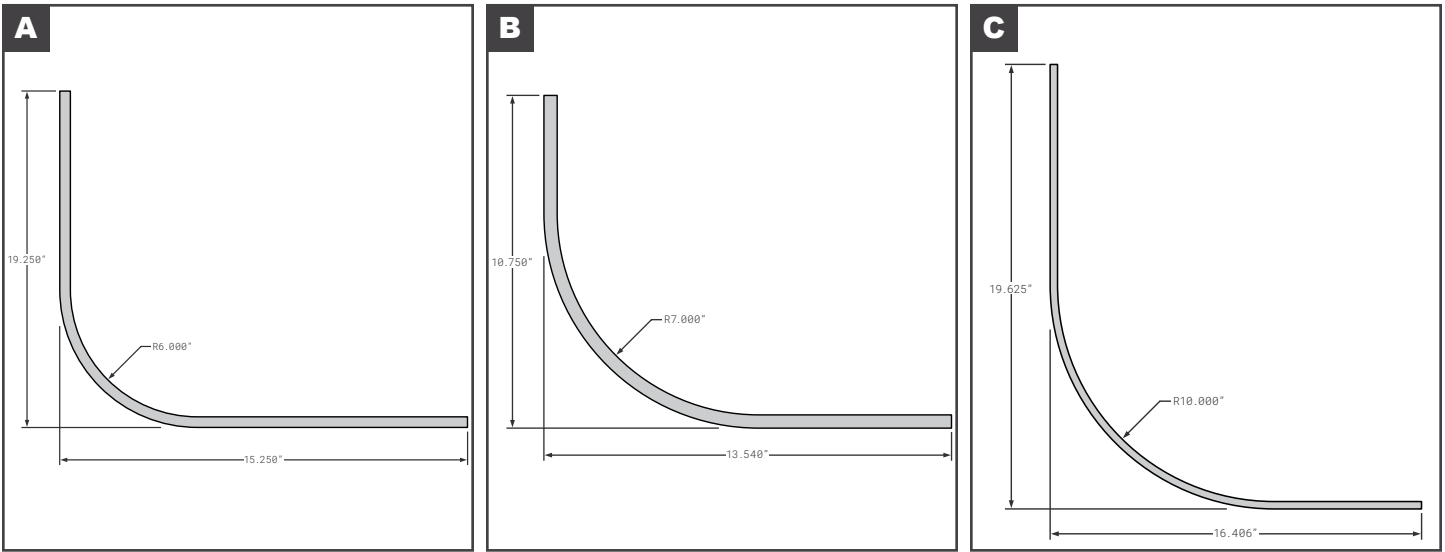 A
19.250"
R6.000"
15.250"
B
10.750"
R7.000"
13.540"
C
19.625"
R10.000"
16.406"